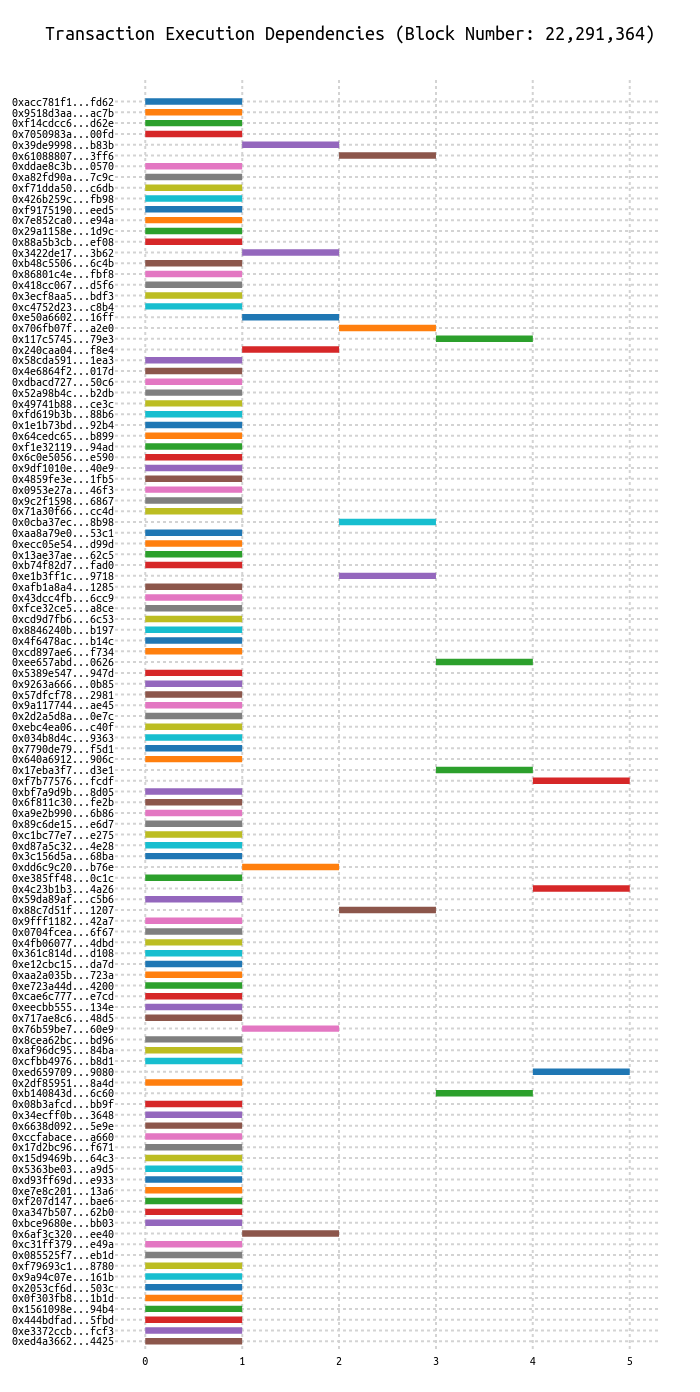 Transaction Execution Dependencies (Block Number: 22,291,364)
0xacc781f1...fd62
0x9518d3aa...ac7b
0xf14cdcc6...d62e
0x7050983a...00fd
0x39de9998...b83b
0x61088807...3ff6
0xddae8c3b...0570
0xa82fd90a...7c9c
0xf71dda50...c6db
0x426b259c...fb98
0xf9175190...eed5
0x7e852ca0...e94a
0x29a1158e...1d9c
0x88a5b3cb...ef08
0x3422de17...3b62
0xb48c5506...6c4b
0x86801c4e...fbf8
0x418cc067...d5f6
0x3ecf8aa5...bdf3
0xc4752d23...c8b4
0xe50a6602...16ff
0x706fb07f...a2e0
0x117c5745...79e3
0x240caa04...f8e4
0x58cda591...1ea3
0x4e6864f2...017d
0xdbacd727...50c6
0x52a98b4c...b2db
0x49741b88...ce3c
0xfd619b3b...88b6
0x1e1b73bd...92b4
0x64cedc65...b899
0xf1e32119...94ad
0x6c0e5056...e590
0x9df1010e...40e9
0x4859fe3e...1fb5
0x0953e27a...46f3
0x9c2f1598...6867
0x71a30f66...cc4d
0x0cba37ec...8b98
0xaa8a79e0...53c1
0xecc05e54...d99d
0x13ae37ae...62c5
0xb74f82d7...fad0
0xe1b3ff1c...9718
0xafb1a8a4...1285
0x43dcc4fb...6cc9
0xfce32ce5...a8ce
0xcd9d7fb6...6c53
0x8846240b...b197
0x4f6478ac...b14c
0xcd897ae6...f734
0xee657abd...0626
0x5389e547...947d
0x9263a666...0b85
0x57dfcf78...2981
0x9a117744...ae45
0x2d2a5d8a...0e7c
0xebc4ea06...c40f
0x034b8d4c...9363
0x7790de79...f5d1
0x640a6912...906c
0x17eba3f7...d3e1
0xf7b77576...fcdf
0xbf7a9d9b...8d05
0x6f811c30...fe2b
0xa9e2b990...6b86
0x89c6de15...e6d7
0xc1bc77e7...e275
0xd87a5c32...4e28
0x3c156d5a...68ba
0xdd6c9c20...b76e
0xe385ff48...0c1c
0x4c23b1b3...4a26
0x59da89af...c5b6
0x88c7d51f...1207
0x9fff1182...42a7
0x0704fcea...6f67
0x4fb06077...4dbd
0x361c814d...d108
0xe12cbc15...da7d
0xaa2a035b...723a
0xe723a44d...4200
0xcae6c777...e7cd
0xeecbb555...134e
0x717ae8c6...48d5
0x76b59be7...60e9
0x8cea62bc...bd96
0xaf96dc95...84ba
0xcfbb4976...b8d1
0xed659709...9080
0x2df85951...8a4d
0xb140843d...6c60
0x08b3afcd...bb9f
0x34ecff0b...3648
0x6638d092...5e9e
0xccfabace...a660
0x17d2bc96...f671
0x15d9469b...64c3
0x5363be03...a9d5
0xd93ff69d...e933
0xe7e8c201...13a6
0xf207d147...bae6
0xa347b507...62b0
0xbce9680e...bb03
0x6af3c320...ee40
0xc31ff379...e49a
0x085525f7...eb1d
0xf79693c1...8780
0x9a94c07e...161b
0x2053cf6d...503c
0x0f303fb8...1b1d
0x1561098e...94b4
0x444bdfad...5fbd
0xe3372ccb...fcf3
0xed4a3662...4425
0 1 2 3 4 5